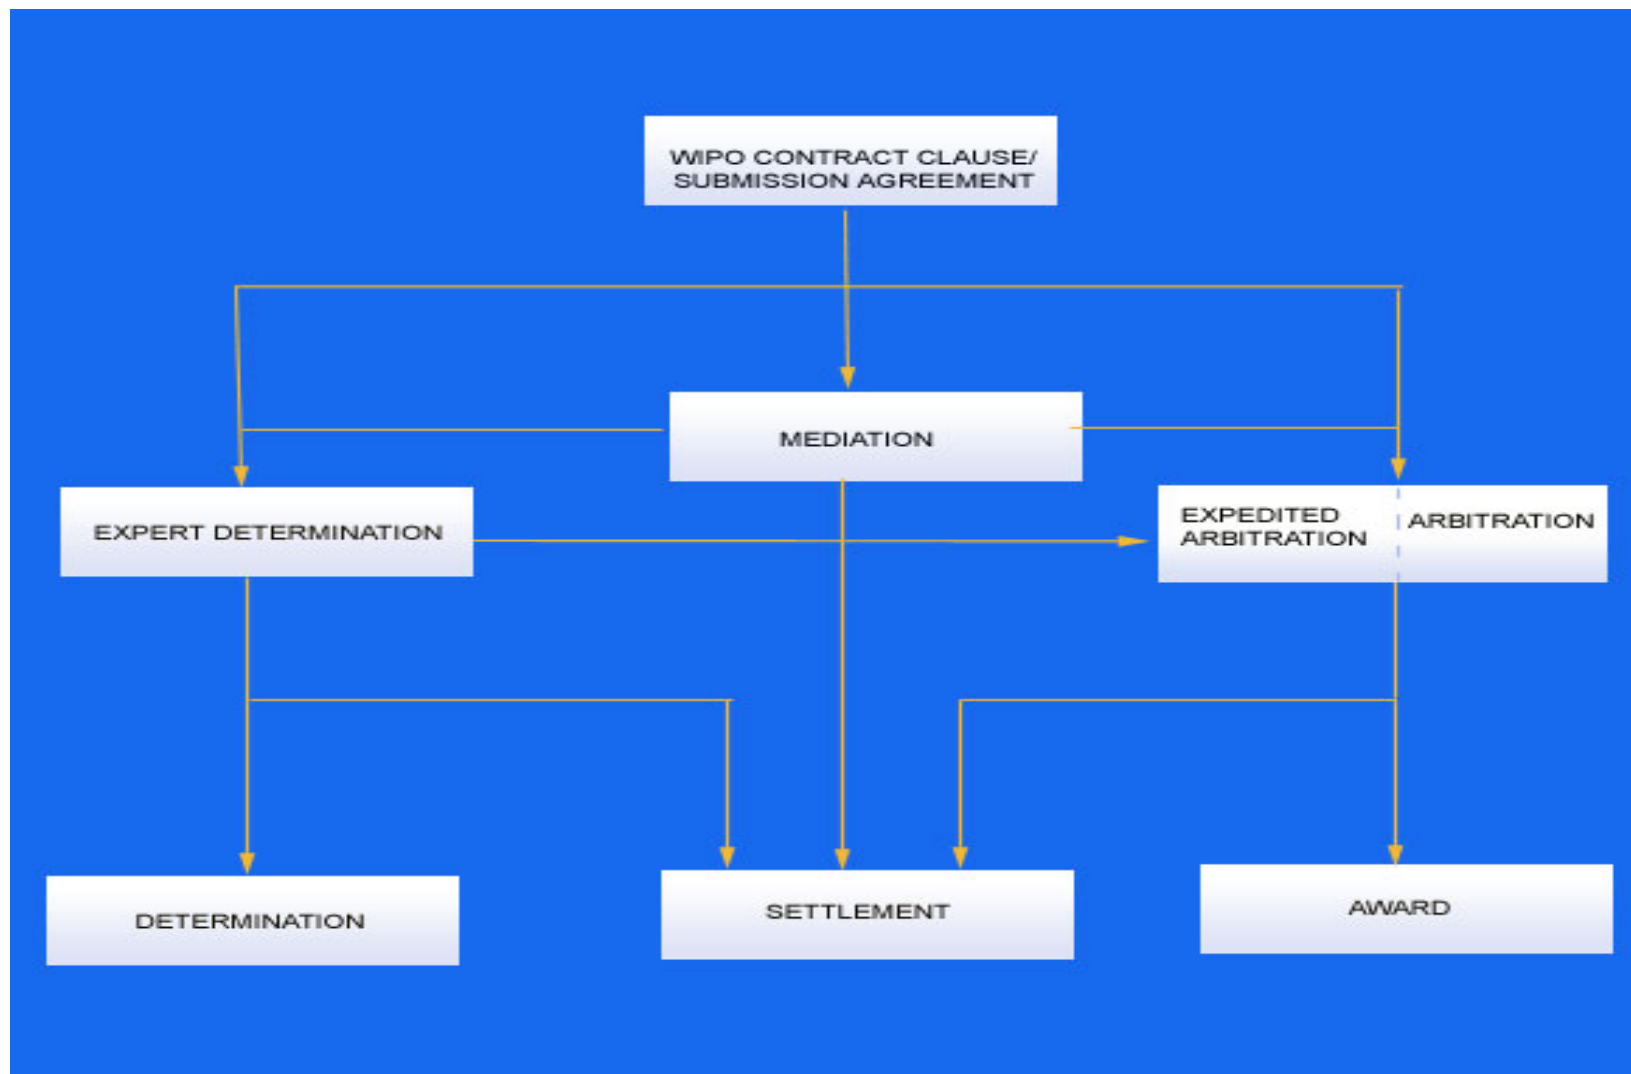 WIPO CONTRACT CLAUSE/
SUBMISSION AGREEMENT
MEDIATION
EXPERT DETERMINATION
EXPEDITED
ARBITRATION
ARBITRATION
DETERMINATION
SETTLEMENT
AWARD